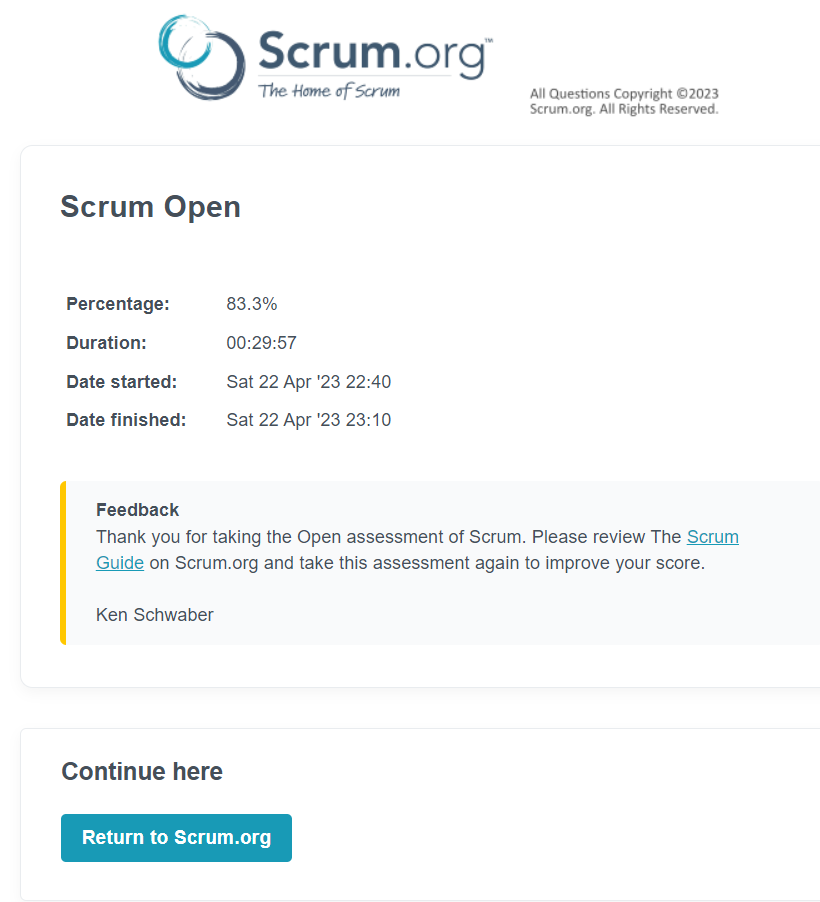 Scrum.org™
The Home of Scrum
All Questions Copyright ©2023
Scrum.org. All Rights Reserved.
Scrum Open
Percentage: 83.3%
Duration: 00:29:57
Date started: Sat 22 Apr '23 22:40
Date finished: Sat 22 Apr '23 23:10
Feedback
Thank you for taking the Open assessment of Scrum. Please review The Scrum
Guide on Scrum.org and take this assessment again to improve your score.
Ken Schwaber
Continue here
Return to Scrum.org